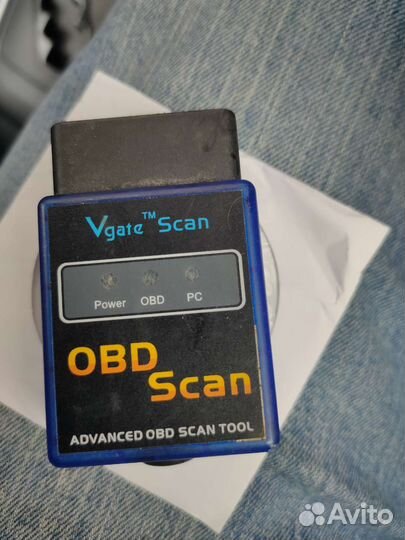 Vgate™ Scan
Power OBD PC
OBD
Scan
ADVANCED OBD SCAN TOOL
Avito